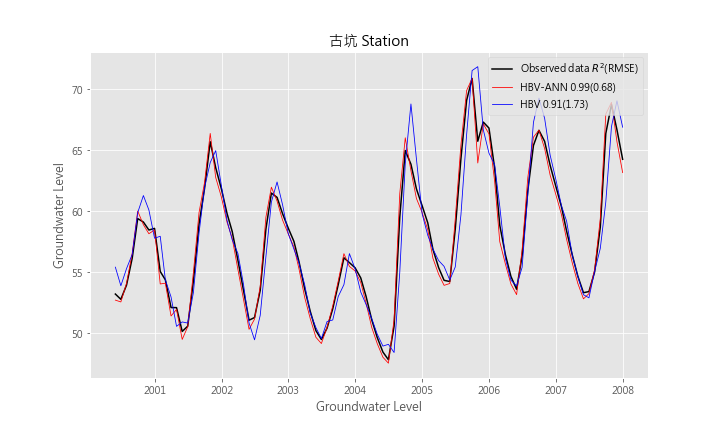 古坑 Station
Observed data R²(RMSE)
HBV-ANN 0.99(0.68)
HBV 0.91(1.73)
Groundwater Level
70
65
60
55
50
2001 2002 2003 2004 2005 2006 2007 2008
Groundwater Level